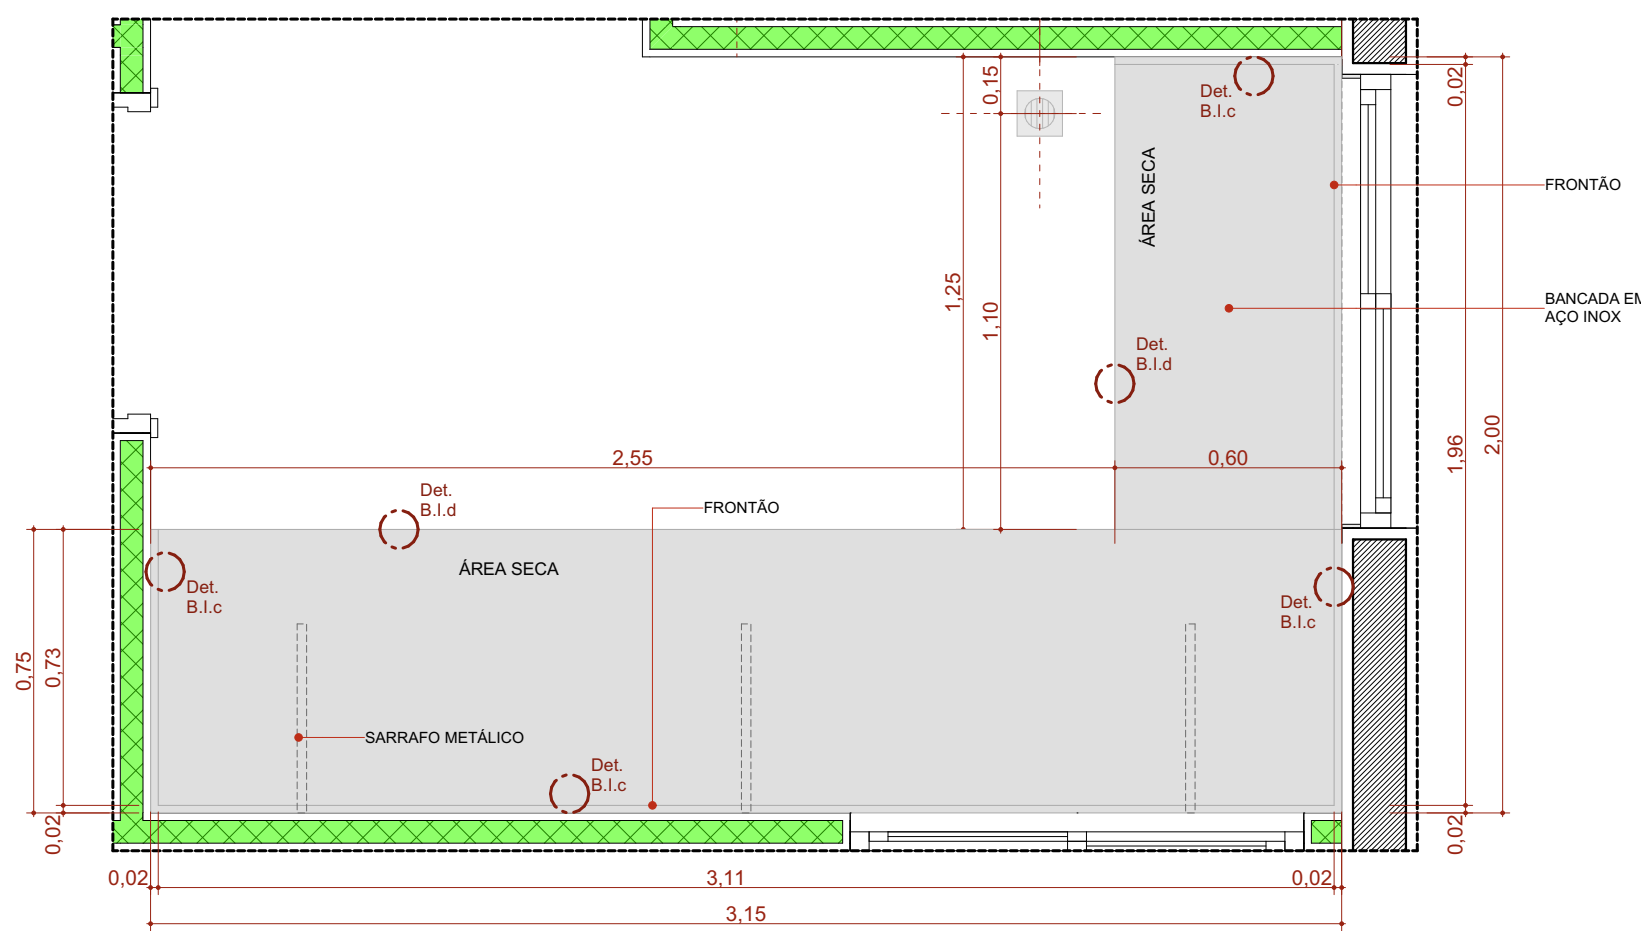 0,15
0,02
Det.
B.I.c
ÁREA SECA
FRONTÃO
1,25
1,10
BANCADA EM
AÇO INOX
Det.
B.I.d
2,55
0,60
1,96
2,00
Det.
B.I.d
FRONTÃO
ÁREA SECA
Det.
B.I.c
Det.
B.I.c
0,75
0,73
SARRAFO METÁLICO
Det.
B.I.c
0,02
0,02
0,02
3,11
0,02
3,15